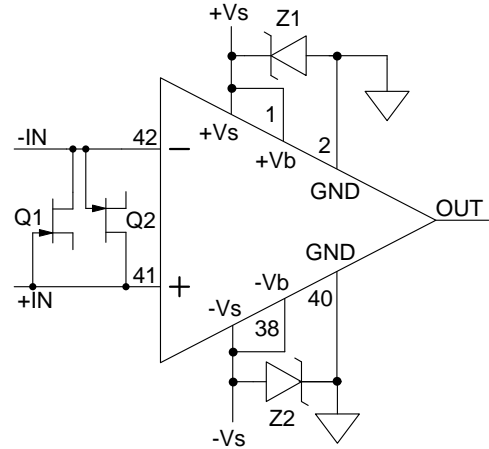 +Vs
Z1
1
+Vs
+Vb
2
GND
-IN
42
Q1
Q2
OUT
GND
41
+IN
-Vb
-Vs
38
40
Z2
-Vs